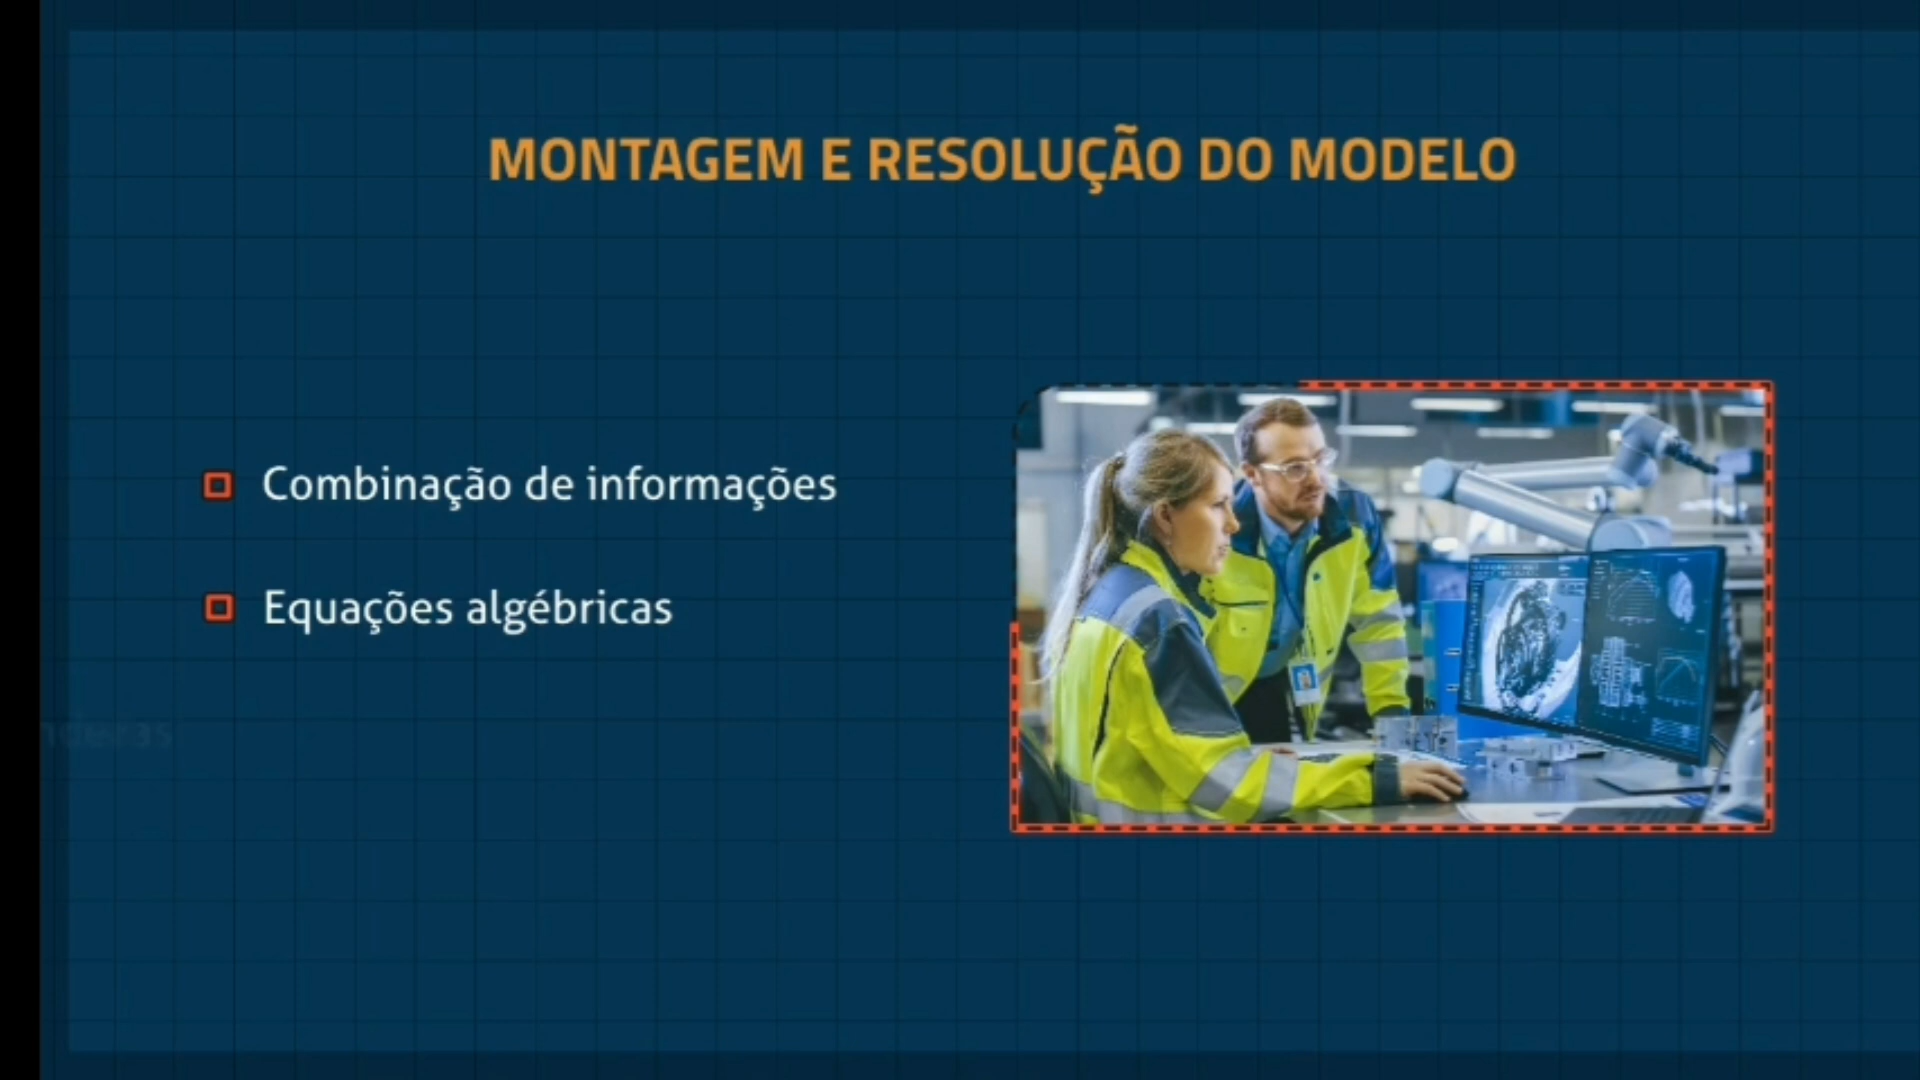 MONTAGEM E RESOLUÇÃO DO MODELO
Combinação de informações
Equações algébricas